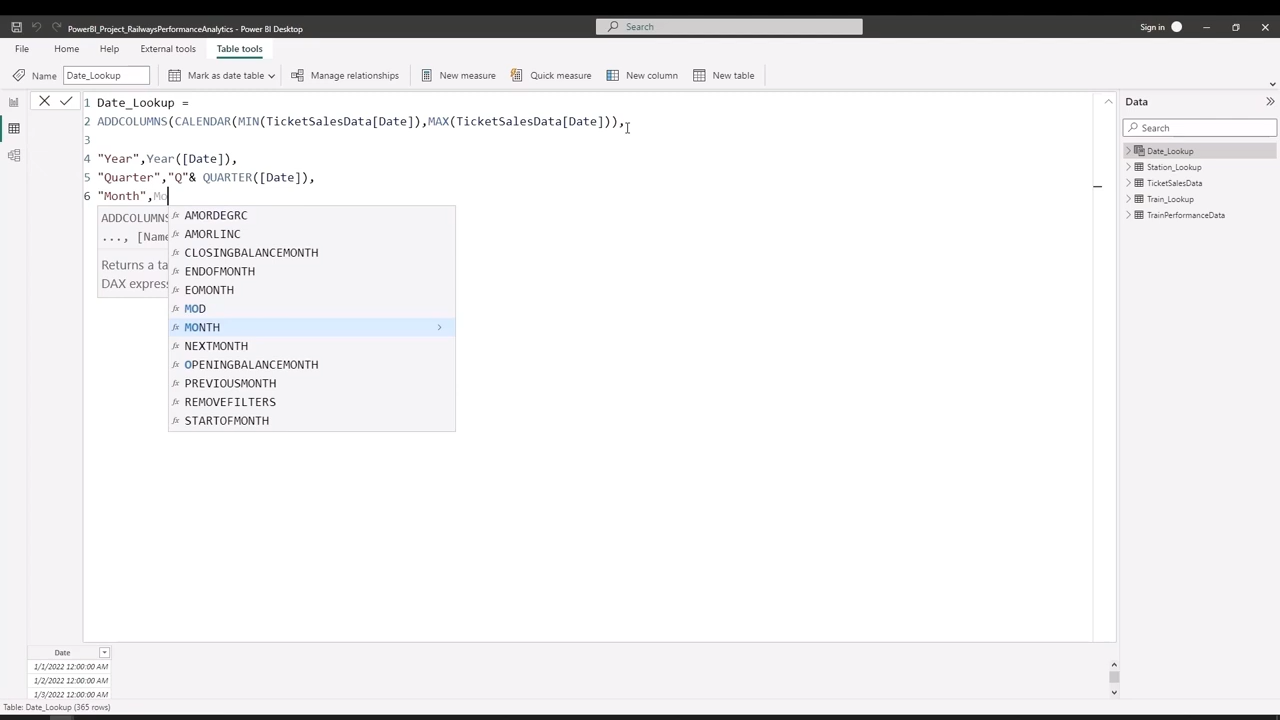 PowerBI_Project_RailwaysPerformanceAnalytics - Power BI Desktop
Search
Sign in
File
Home
Help
External tools
Table tools
Name
Date_Lookup
Mark as date table
Manage relationships
New measure
Quick measure
New column
New table
1 Date_Lookup =
2 ADDCOLUMNS(CALENDAR(MIN(TicketSalesData[Date]),MAX(TicketSalesData[Date])),
3
4 "Year",Year([Date]),
5 "Quarter","Q"& QUARTER([Date]),
6 "Month",Mo
ADDCOLUMNS
..., [Name
Returns a ta
DAX express
AMORDEGRC
AMORLINC
CLOSINGBALANCEMONTH
ENDOFMONTH
EOMONTH
MOD
MONTH
NEXTMONTH
OPENINGBALANCEMONTH
PREVIOUSMONTH
REMOVEFILTERS
STARTOFMONTH
Data
Search
Date_Lookup
Station_Lookup
TicketSalesData
Train_Lookup
TrainPerformanceData
Date
1/1/2022 12:00:00 AM
1/2/2022 12:00:00 AM
1/3/2022 12:00:00 AM
Table: Date_Lookup (365 rows)